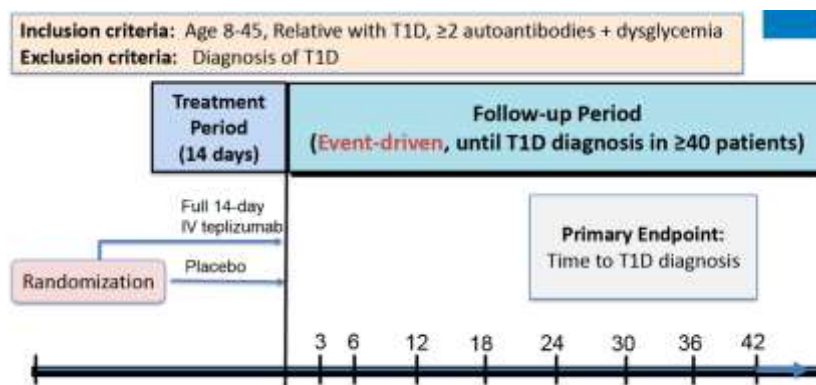 Inclusion criteria: Age 8-45, Relative with T1D, ≥2 autoantibodies + dysglycemia
Exclusion criteria: Diagnosis of T1D
Treatment
Period
(14 days)
Follow-up Period
(Event-driven, until T1D diagnosis in ≥40 patients)
Full 14-day
IV teplizumab
Placebo
Randomization
Primary Endpoint:
Time to T1D diagnosis
3 6 12 18 24 30 36 42